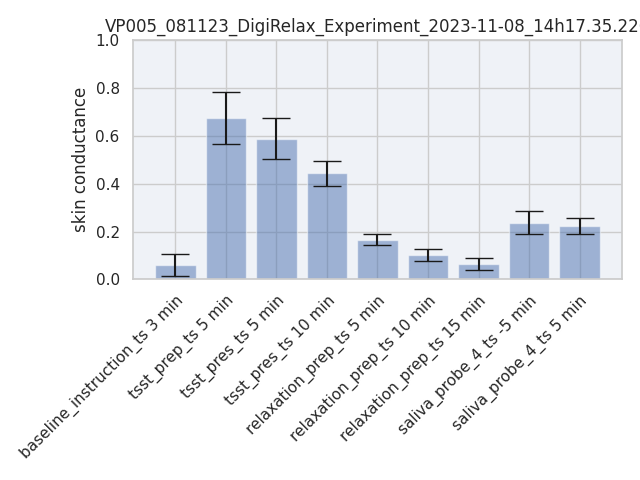 VP005_081123_DigiRelax_Experiment_2023-11-08_14h17.35.22
1.0
0.8
0.6
0.4
0.2
0.0
skin conductance
baseline_instruction_ts 3 min
tsst_prep_ts 5 min
tsst_pres_ts 5 min
tsst_pres_ts 10 min
relaxation_prep_ts 5 min
relaxation_prep_ts 10 min
relaxation_prep_ts 15 min
saliva_probe_4_ts -5 min
saliva_probe_4_ts 5 min